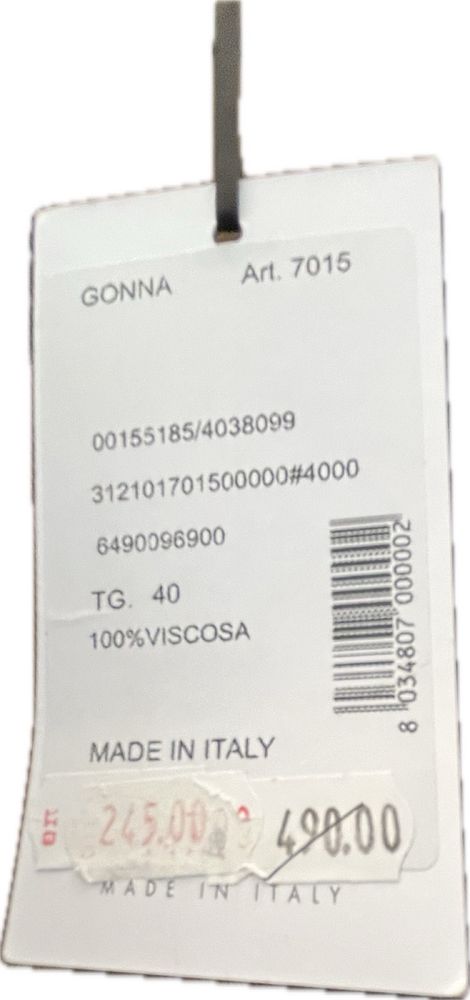 GONNA Art. 7015
00155185/4038099
312101701500000#4000
6490096900
TG. 40
100%VISCOSA
8 034807 000002
MADE IN ITALY
245.00 490.00
MADE IN ITALY